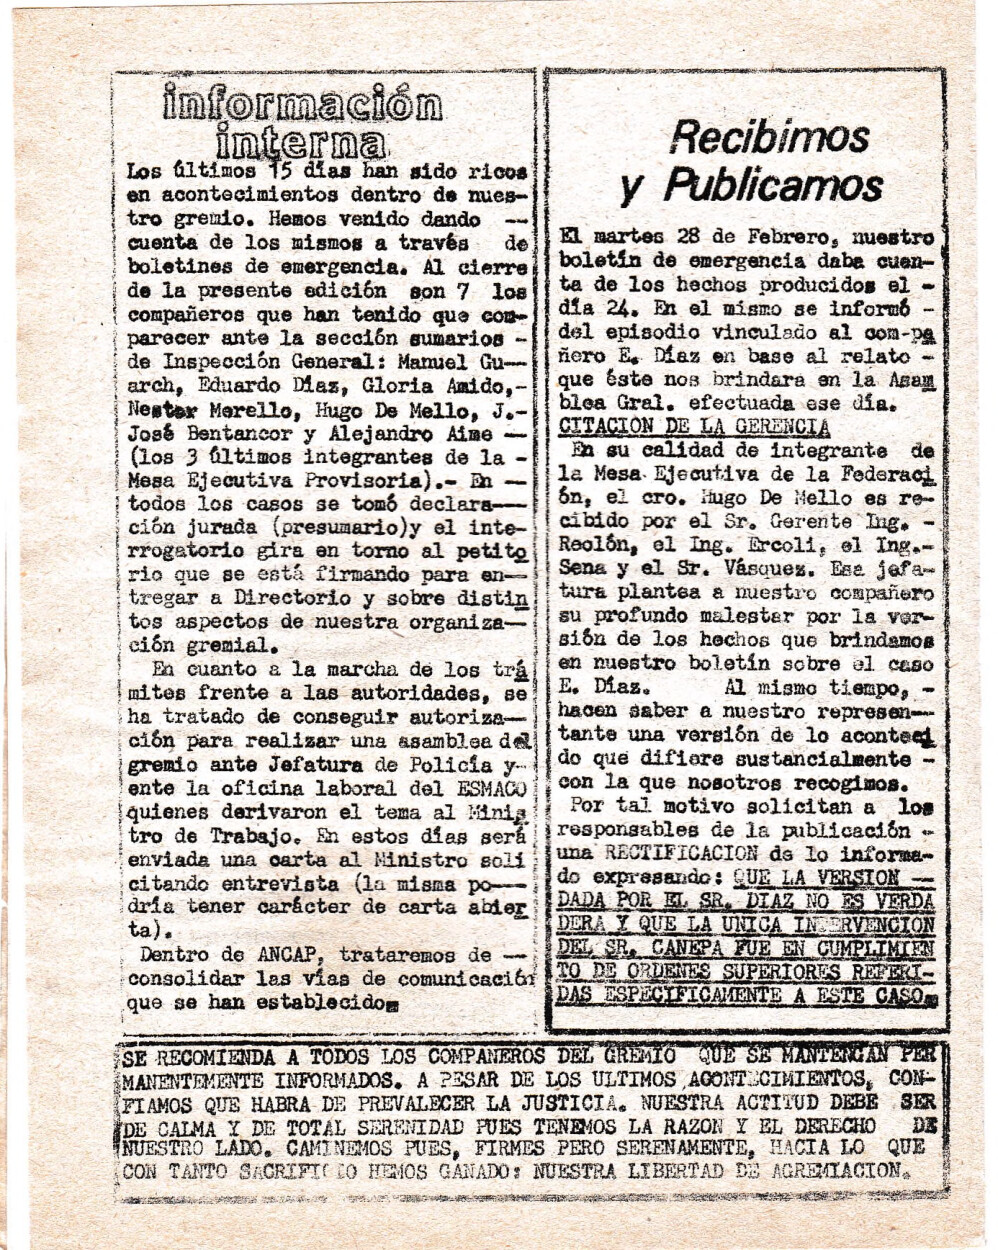 información
interna
Los últimos 15 días han sido ricos
en acontecimientos dentro de nues-
tro gremio. Hemos venido dando --
cuenta de los mismos a través de
boletines de emergencia. Al cierre
de la presente edición son 7 los
compañeros que han tenido que com-
parecer ante la sección sumarios -
de Inspección General: Manuel Gu-
arch, Eduardo Díaz, Gloria Amido,-
Nestor Morello, Hugo De Mello, J.-
José Bentancor y Alejandro Aime --
(los 3 últimos integrantes de la -
Mesa Ejecutiva Provisoria).- En --
todos los casos se tomó declara--
ción jurada (presumario)y el inte-
rrogatorio gira en torno al petito
rio que se está firmando para en--
tregar a Directorio y sobre distin
tos aspectos de nuestra organiza--
ción gremial.
En cuanto a la marcha de los trá
mites frente a las autoridades, se
ha tratado de conseguir autoriza--
ción para realizar una asamblea del
gremio ante Jefatura de Policía y-
ente la oficina laboral del ESMACO
quienes derivaron el tema al Minis
tro de Trabajo. En estos días será
enviada una carta al Ministro soli
citando entrevista (la misma po--
dría tener carácter de carta abier
ta).
Dentro de ANCAP, trataremos de --
consolidar las vías de comunicación
que se han establecido.
Recibimos
y Publicamos
El martes 28 de Febrero, nuestro
boletín de emergencia daba cuen-
ta de los hechos producidos el -
día 24. En el mismo se informó -
del episodio vinculado al com-pa
ñero E. Díaz en base al relato -
que éste nos brindara en la Asam
blea Gral. efectuada ese día.
CITACION DE LA GERENCIA
En su calidad de integrante de
la Mesa Ejecutiva de la Federaci
ón, el cro. Hugo De Mello es re-
cibido por el Sr. Gerente Ing. -
Reolón, el Ing. Ercoli, el Ing.-
Sena y el Sr. Vásquez. Esa jefa-
tura plantea a nuestro compañero
su profundo malestar por la ver-
sión de los hechos que brindamos
en nuestro boletín sobre el caso
E. Díaz. Al mismo tiempo, -
hacen saber a nuestro represen--
tante una versión de lo aconteci
do que difiere sustancialmente -
con la que nosotros recogimos.
Por tal motivo solicitan a los
responsables de la publicación -
una RECTIFICACION de lo informa-
do expresando: QUE LA VERSION --
DADA POR EL SR. DIAZ NO ES VERDA
DERA Y QUE LA UNICA INTERVENCION
DEL SR. CANEPA FUE EN CUMPLIMIEN
TO DE ORDENES SUPERIORES REFERI-
DAS ESPECIFICAMENTE A ESTE CASO.
SE RECOMIENDA A TODOS LOS COMPAÑEROS DEL GREMIO QUE SE MANTENGAN PER
MANENTEMENTE INFORMADOS. A PESAR DE LOS ULTIMOS ACONTECIMIENTOS, CON-
FIAMOS QUE HABRA DE PREVALECER LA JUSTICIA. NUESTRA ACTITUD DEBE SER
DE CALMA Y DE TOTAL SERENIDAD PUES TENEMOS LA RAZON Y EL DERECHO DE
NUESTRO LADO. CAMINEMOS PUES, FIRMES PERO SERENAMENTE, HACIA LO QUE
CON TANTO SACRIFICIO HEMOS GANADO: NUESTRA LIBERTAD DE AGREMIACION.